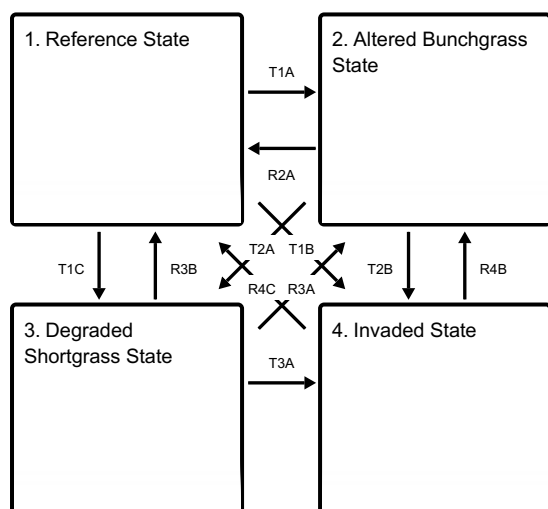 1. Reference State
2. Altered Bunchgrass
State
T1A
R2A
T2A T1B
T1C
R3B
T2B
R4B
R4C R3A
3. Degraded
Shortgrass State
4. Invaded State
T3A